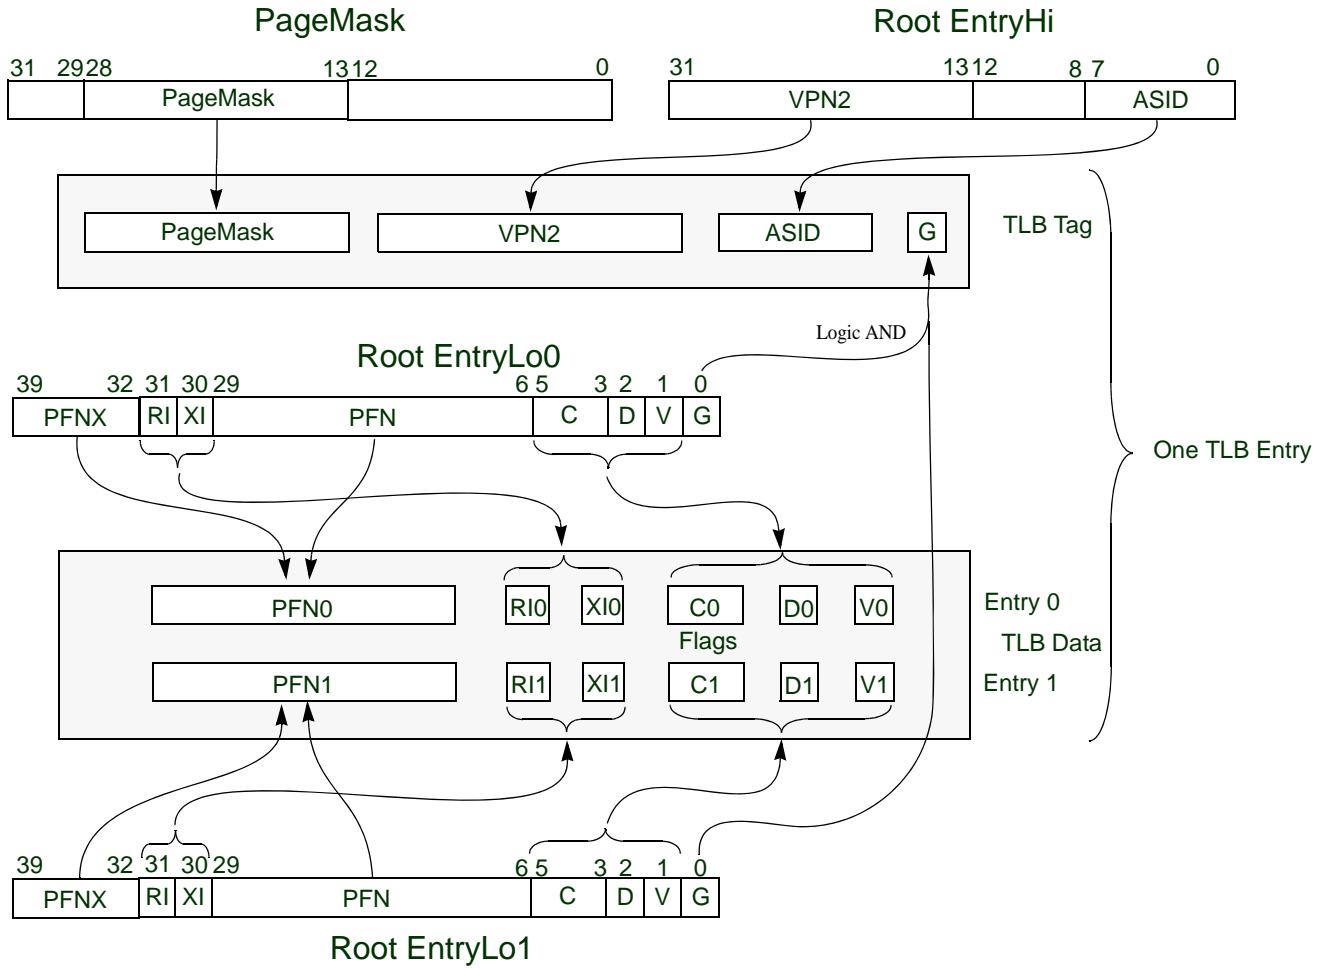 PageMask Root EntryHi
31 29 28 13 12 0 31 13 12 8 7 0
PageMask VPN2 ASID
PageMask VPN2 ASID G TLB Tag
Logic AND
Root EntryLo0
39 32 31 30 29 6 5 3 2 1 0
PFNX RI XI PFN C D V G
One TLB Entry
PFN0 RI0 XI0 C0 D0 V0 Entry 0
Flags TLB Data
PFN1 RI1 XI1 C1 D1 V1 Entry 1
39 32 31 30 29 6 5 3 2 1 0
PFNX RI XI PFN C D V G
Root EntryLo1